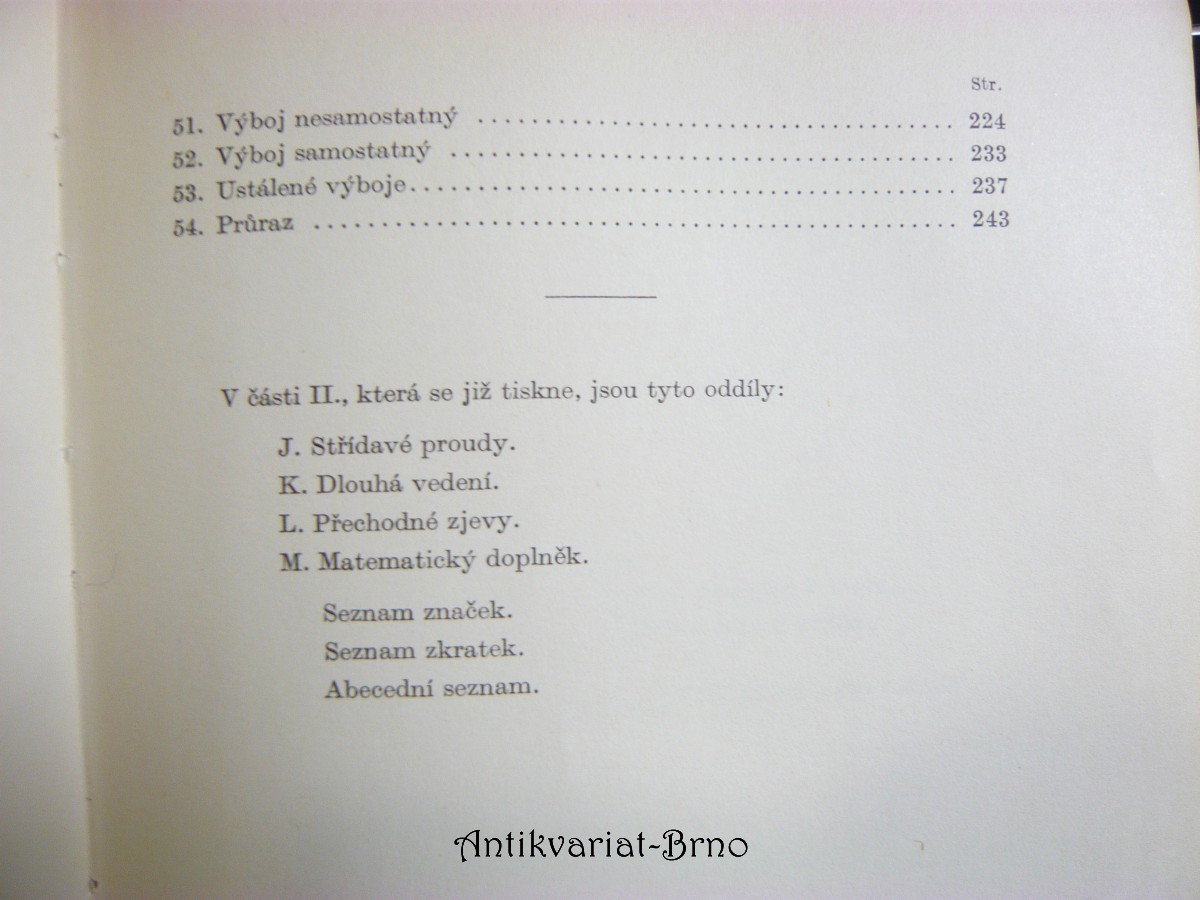 Str.
51. Výboj nesamostatný ........................................ 224
52. Výboj samostatný ........................................ 233
53. Ustálené výboje ........................................ 237
54. Průraz ........................................ 243
V části II., která se již tiskne, jsou tyto oddíly:
J. Střídavé proudy.
K. Dlouhá vedení.
L. Přechodné zjevy.
M. Matematický doplněk.
Seznam značek.
Seznam zkratek.
Abecední seznam.
Antikvariat-Brno